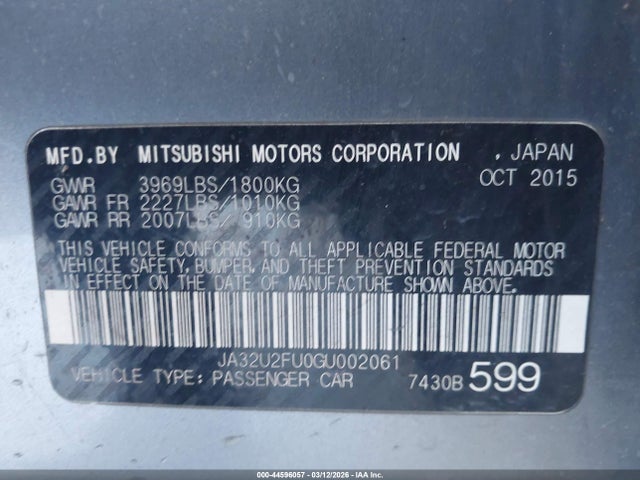 MFD.BY MITSUBISHI MOTORS CORPORATION , JAPAN
GVWR 3969LBS/1800KG OCT 2015
GAWR FR 2227LBS/1010KG
GAWR RR 2007LBS/ 910KG
THIS VEHICLE CONFORMS TO ALL APPLICABLE FEDERAL MOTOR
VEHICLE SAFETY, BUMPER, AND THEFT PREVENTION STANDARDS
IN EFFECT ON THE DATE OF MANUFACTURE SHOWN ABOVE.
JA32U2FU0GU002061
VEHICLE TYPE: PASSENGER CAR 7430B 599
000-44596057 - 03/12/2026 - IAA Inc.